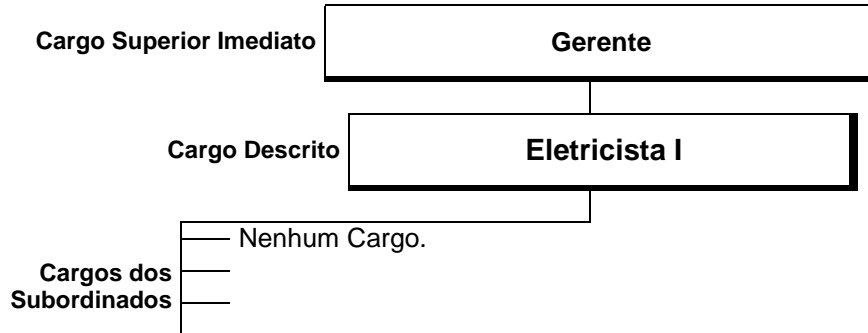 Cargo Superior Imediato
Gerente
Cargo Descrito
Eletricista I
Nenhum Cargo.
Cargos dos
Subordinados